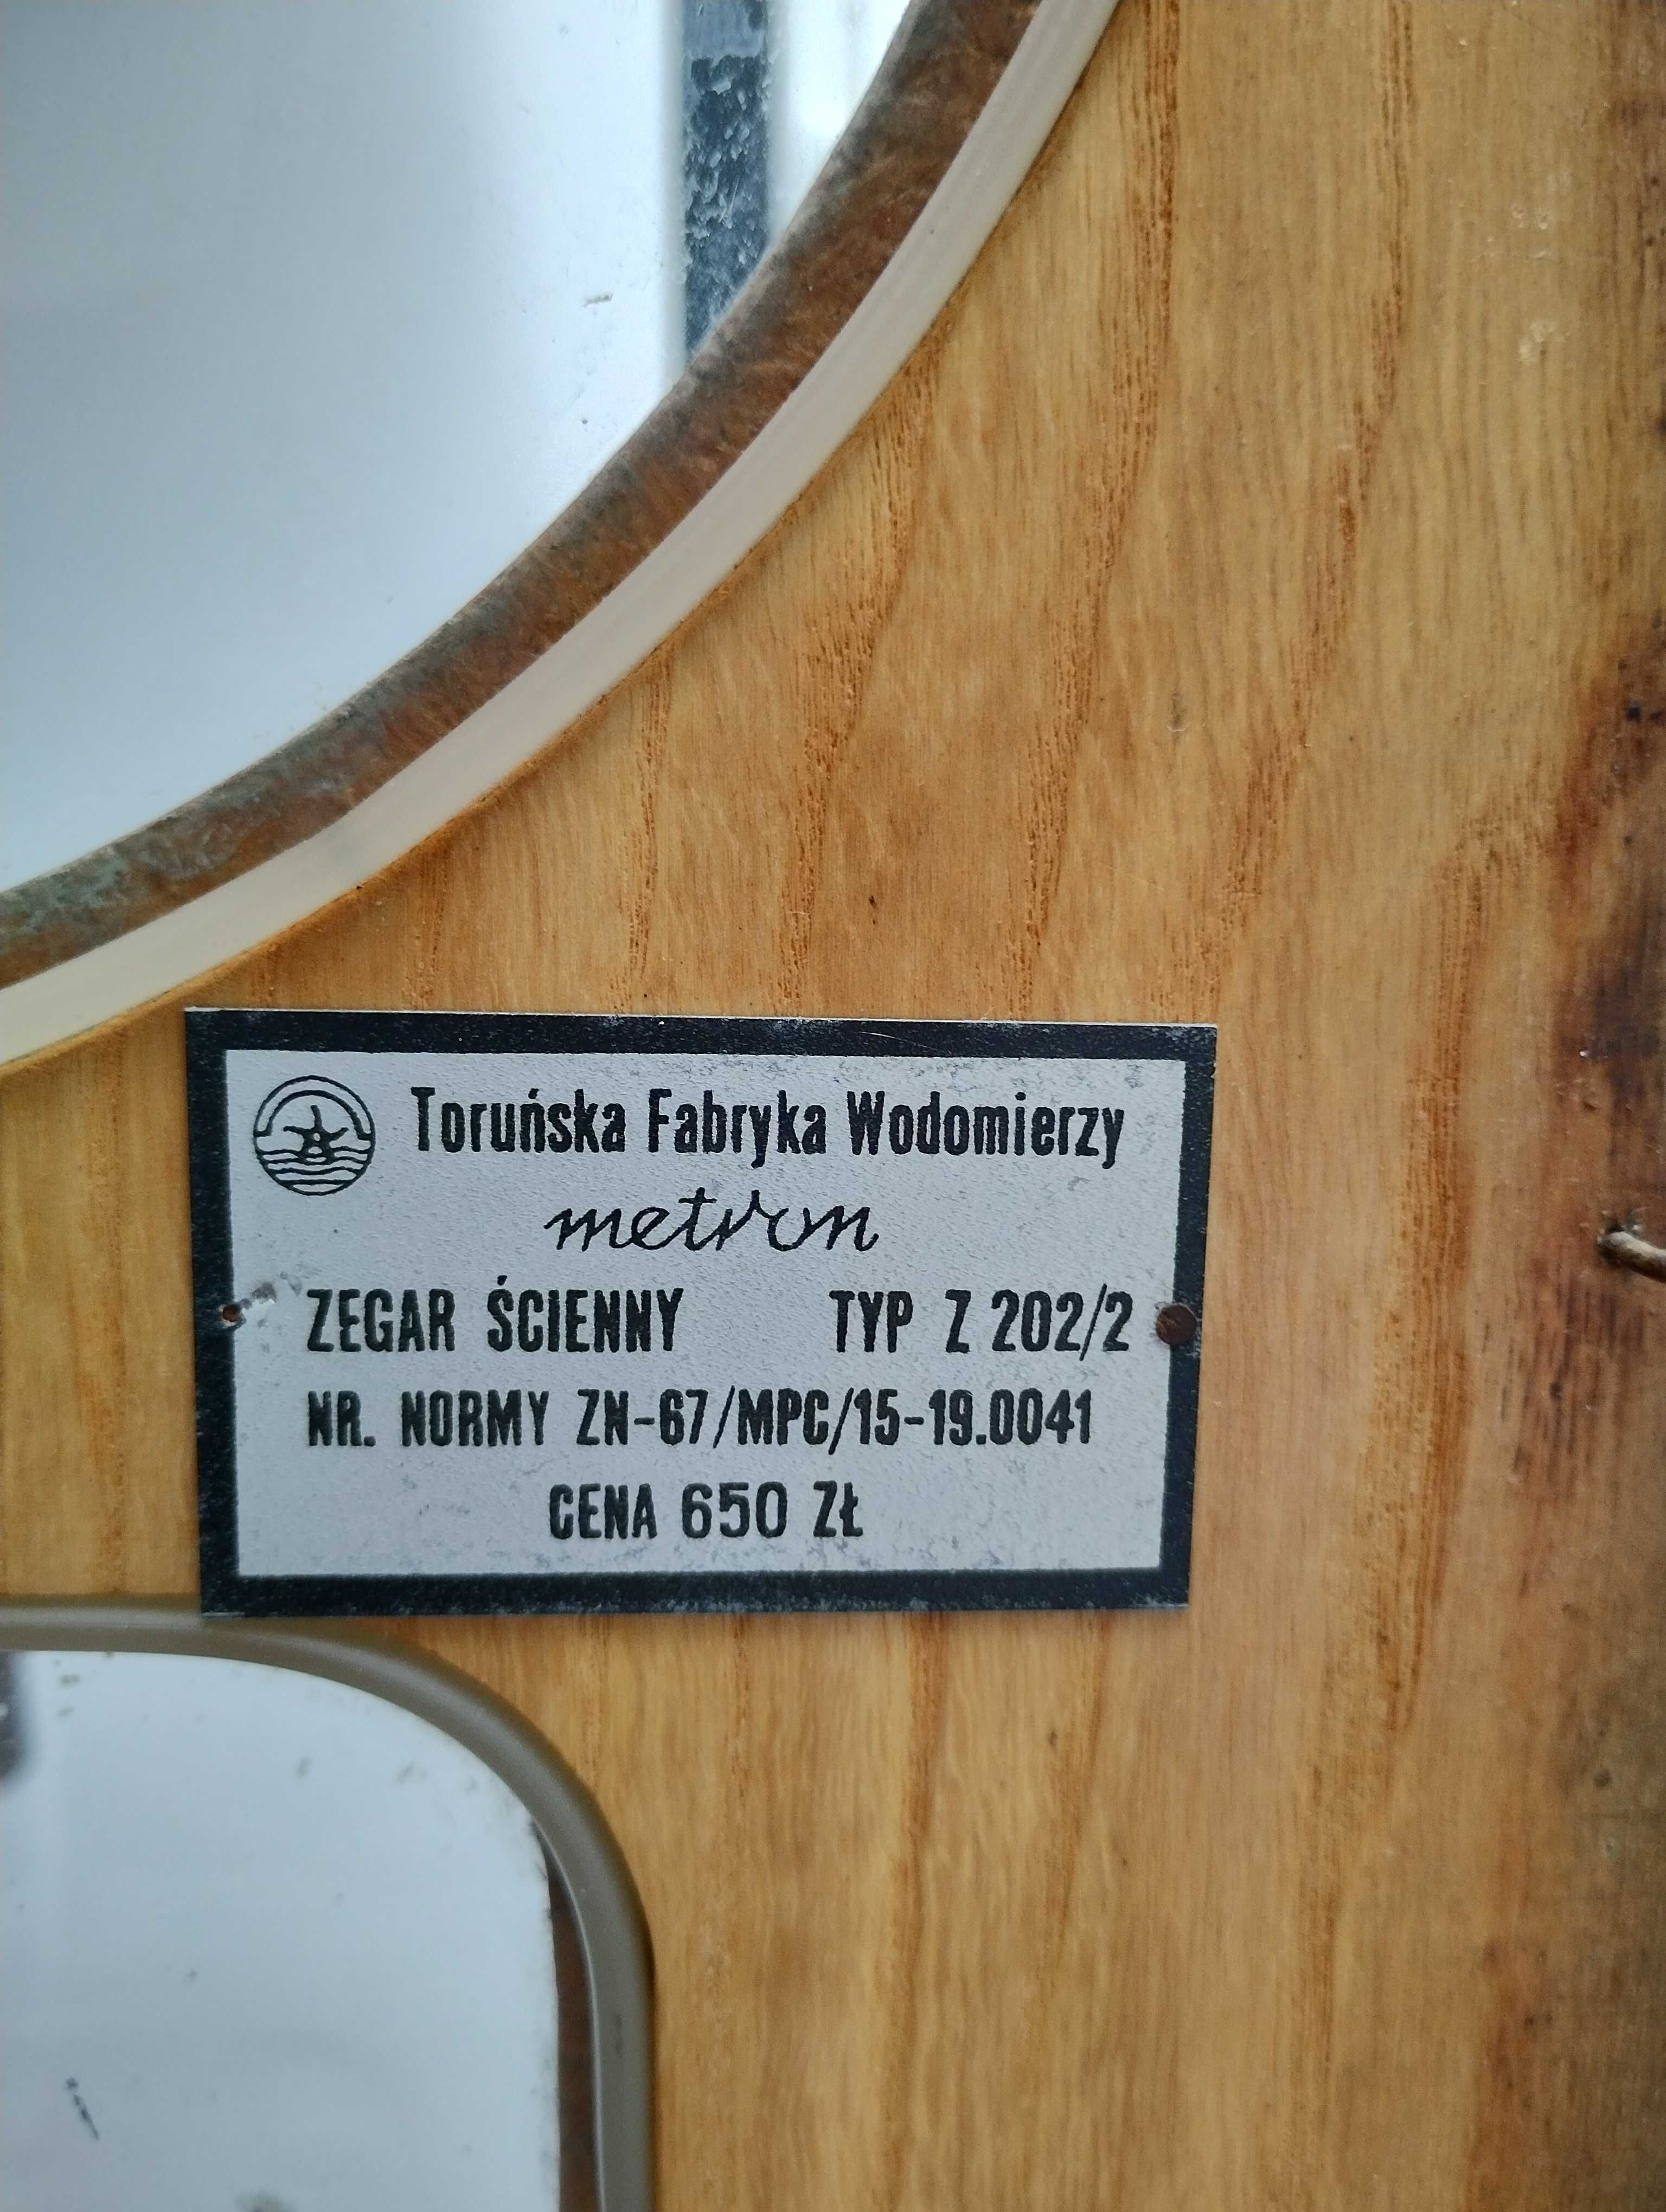 Toruńska Fabryka Wodomierzy
metron
ZEGAR ŚCIENNY TYP Z 202/2
NR. NORMY ZN-67/MPC/15-19.0041
CENA 650 ZŁ